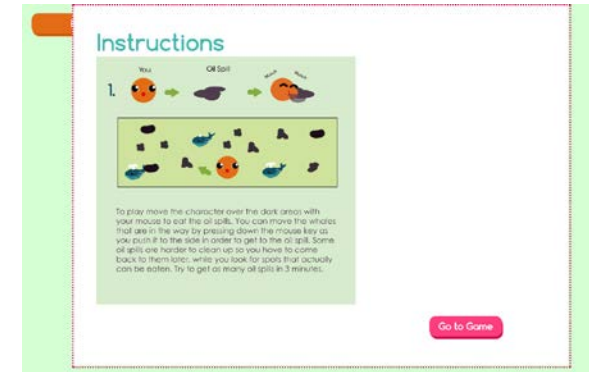 Instructions
You
Oil Spill
Munch
Munch
1.
To play move the character over the dark areas with
your mouse to eat the oil spills. You can move the whales
that are in the way by pressing down the mouse key as
you push it to the side in order to get to the oil spill. Some
oil spills are harder to clean up so you have to come
back to them later, while you look for spots that actually
can be eaten. Try to get as many oil spills in 3 minutes.
Go to Game